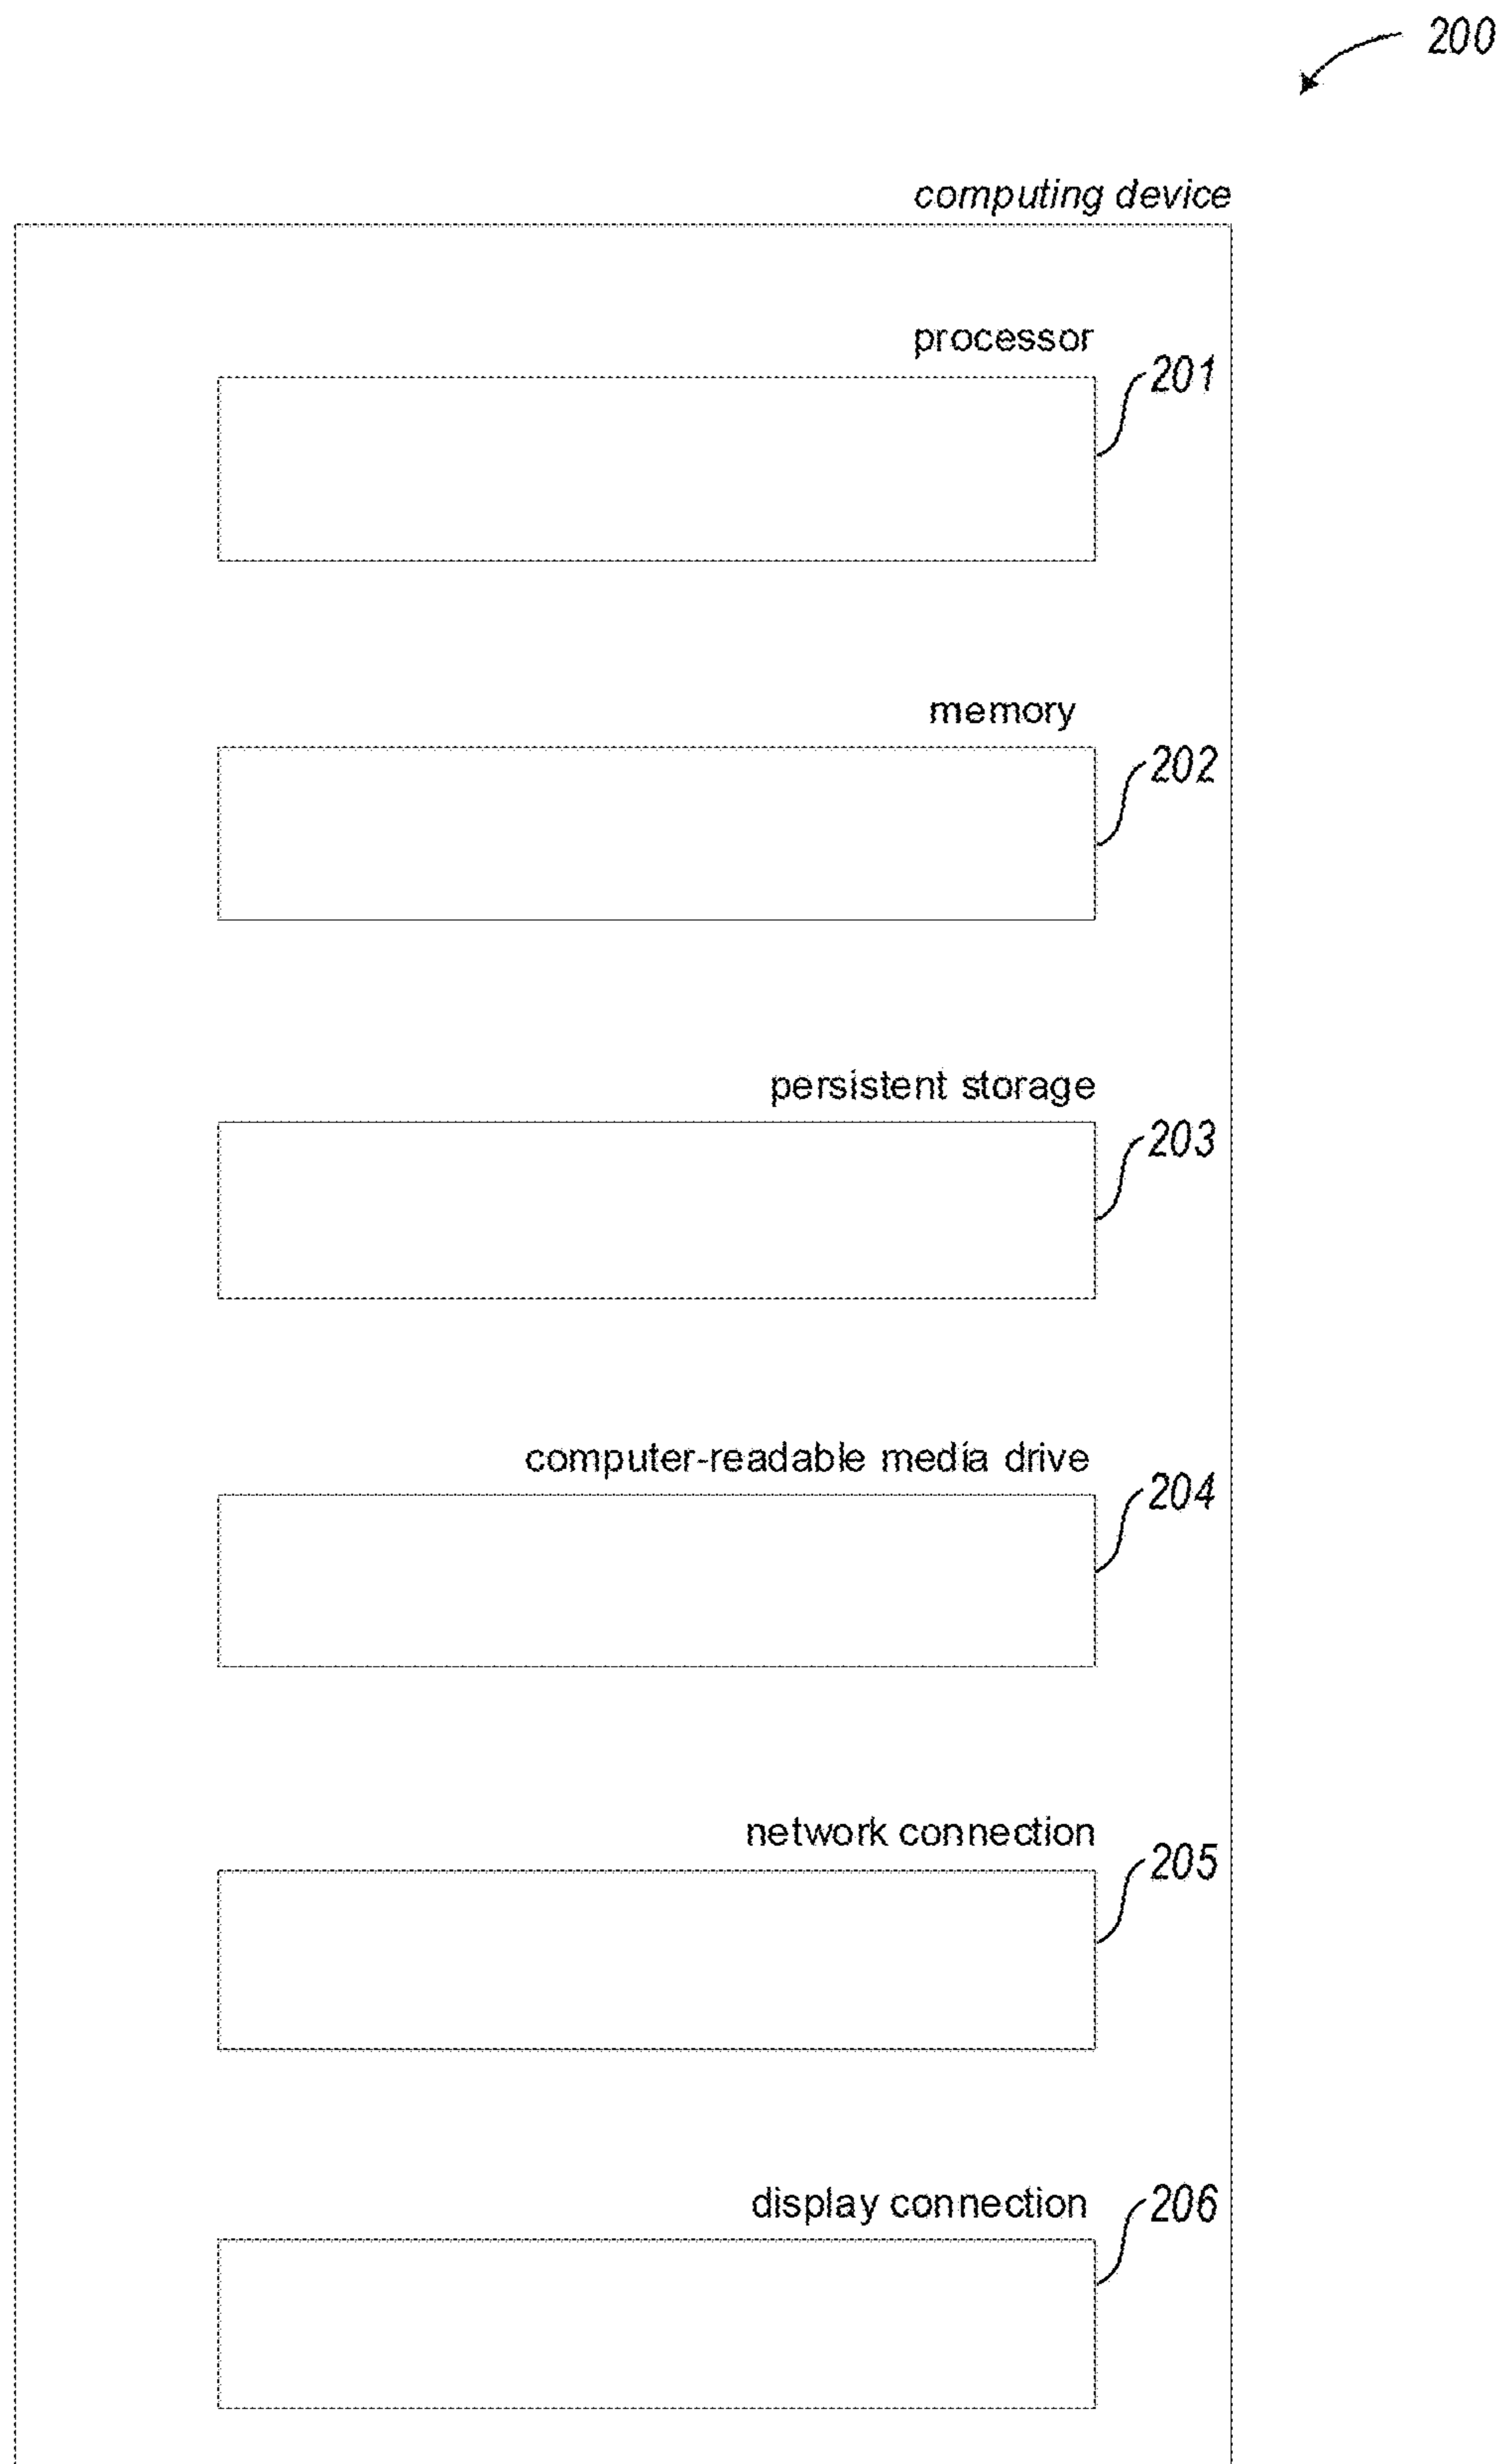 200
computing device
processor
201
memory
202
persistent storage
203
computer-readable media drive
204
network connection
205
display connection
206